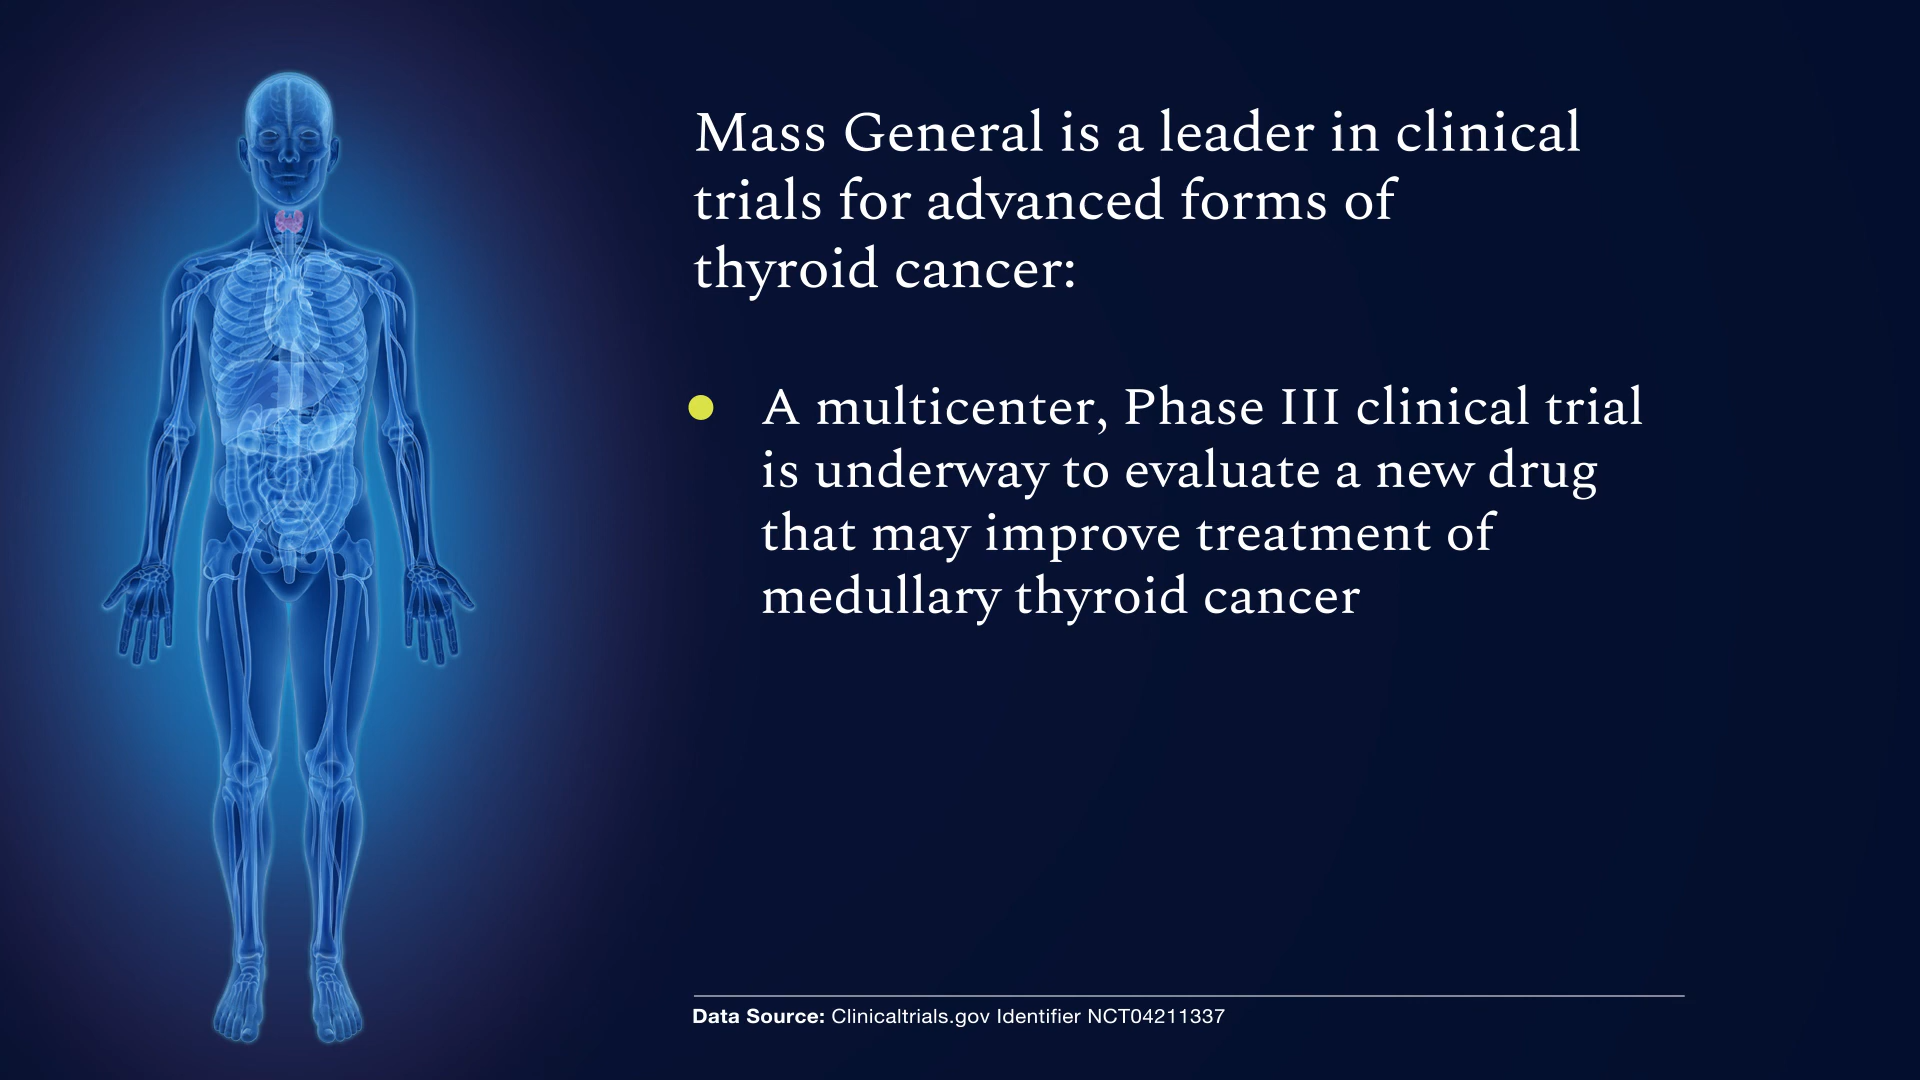 Mass General is a leader in clinical
trials for advanced forms of
thyroid cancer:
A multicenter, Phase III clinical trial
is underway to evaluate a new drug
that may improve treatment of
medullary thyroid cancer
Data Source: Clinicaltrials.gov Identifier NCT04211337